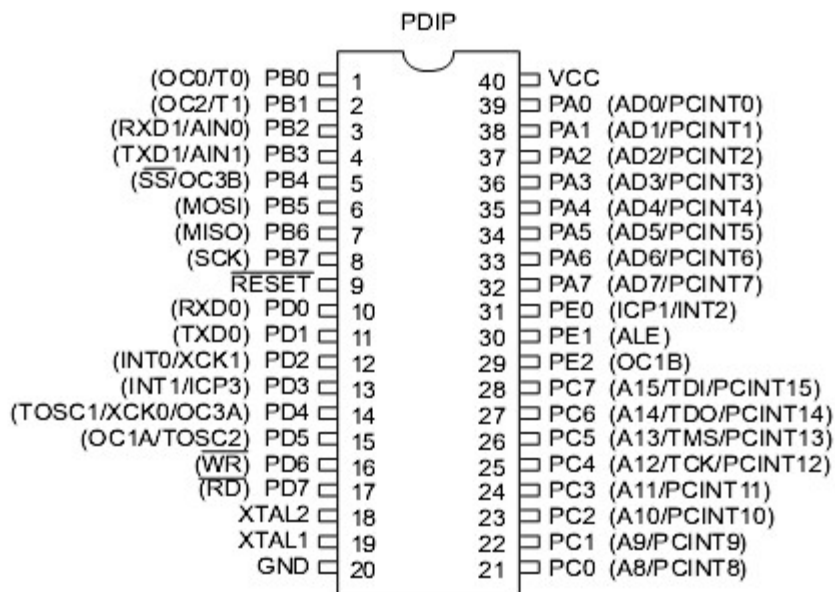 PDIP
(OC0/T0) PB0 1 40 VCC
(OC2/T1) PB1 2 39 PA0 (AD0/PCINT0)
(RXD1/AIN0) PB2 3 38 PA1 (AD1/PCINT1)
(TXD1/AIN1) PB3 4 37 PA2 (AD2/PCINT2)
(SS/OC3B) PB4 5 36 PA3 (AD3/PCINT3)
(MOSI) PB5 6 35 PA4 (AD4/PCINT4)
(MISO) PB6 7 34 PA5 (AD5/PCINT5)
(SCK) PB7 8 33 PA6 (AD6/PCINT6)
RESET 9 32 PA7 (AD7/PCINT7)
(RXD0) PD0 10 31 PE0 (ICP1/INT2)
(TXD0) PD1 11 30 PE1 (ALE)
(INT0/XCK1) PD2 12 29 PE2 (OC1B)
(INT1/ICP3) PD3 13 28 PC7 (A15/TDI/PCINT15)
(TOSC1/XCK0/OC3A) PD4 14 27 PC6 (A14/TDO/PCINT14)
(OC1A/TOSC2) PD5 15 26 PC5 (A13/TMS/PCINT13)
(WR) PD6 16 25 PC4 (A12/TCK/PCINT12)
(RD) PD7 17 24 PC3 (A11/PCINT11)
XTAL2 18 23 PC2 (A10/PCINT10)
XTAL1 19 22 PC1 (A9/PCINT9)
GND 20 21 PC0 (A8/PCINT8)